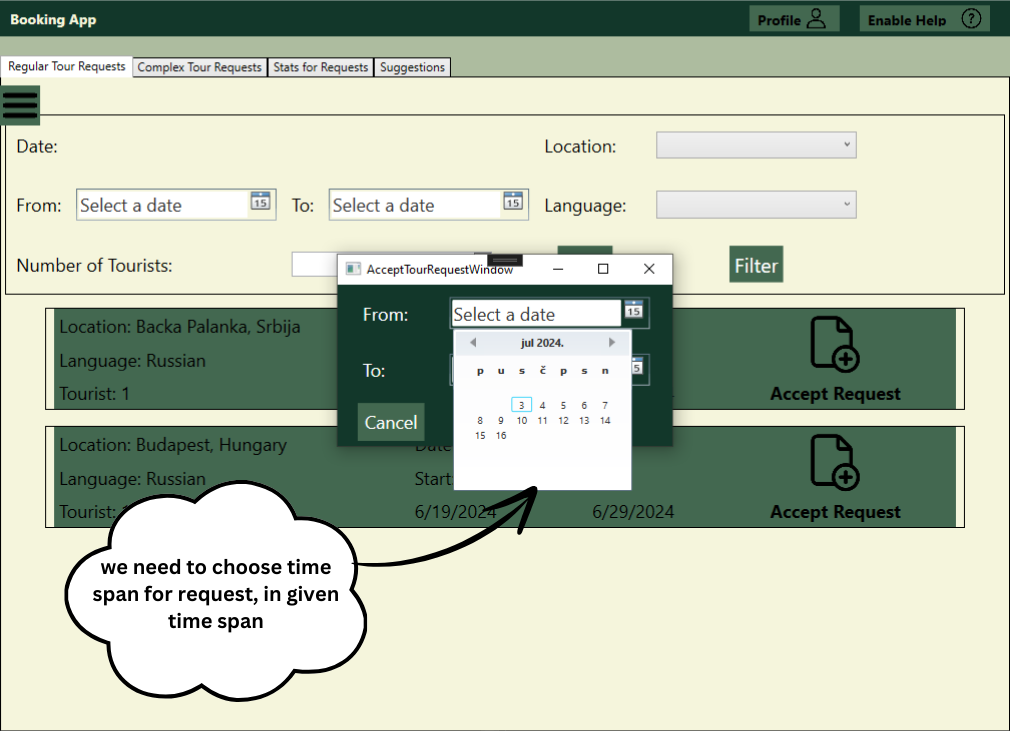 Booking App
Profile
Enable Help ?
Regular Tour Requests Complex Tour Requests Stats for Requests Suggestions
Date:
Location:
From: Select a date 15 To: Select a date 15 Language:
Number of Tourists:
Filter
AcceptTourRequestWindow
From: Select a date 15
jul 2024.
p u s č p s n
3 4 5 6 7
8 9 10 11 12 13 14
15 16
To: 5
Cancel
Location: Backa Palanka, Srbija
Language: Russian
Tourist: 1
Accept Request
Location: Budapest, Hungary Date
Language: Russian Start
Tourist: 6/19/2024 6/29/2024
Accept Request
we need to choose time
span for request, in given
time span